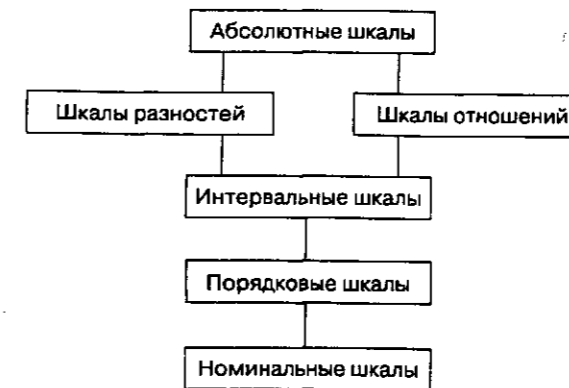 Абсолютные шкалы
Шкалы разностей
Шкалы отношений
Интервальные шкалы
Порядковые шкалы
Номинальные шкалы